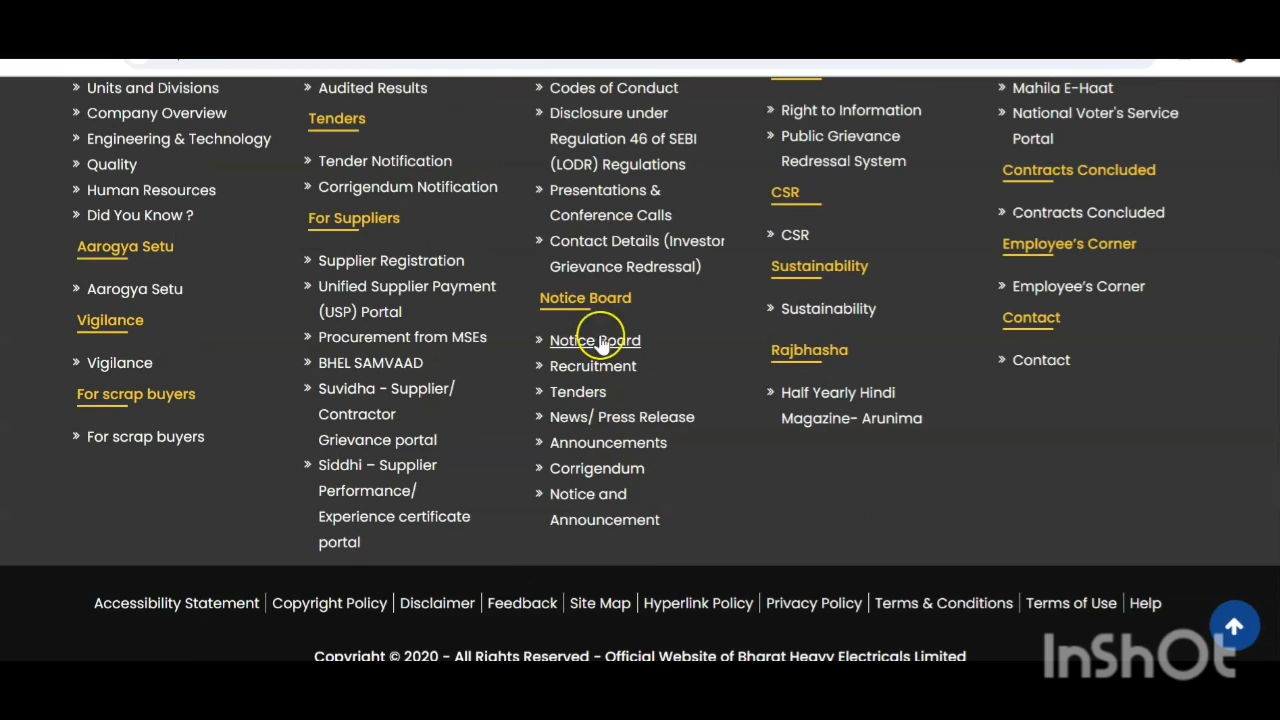 Units and Divisions
Company Overview
Engineering & Technology
Quality
Human Resources
Did You Know ?
Aarogya Setu
Aarogya Setu
Vigilance
Vigilance
For scrap buyers
For scrap buyers
Audited Results
Tenders
Tender Notification
Corrigendum Notification
For Suppliers
Supplier Registration
Unified Supplier Payment
(USP) Portal
Procurement from MSEs
BHEL SAMVAAD
Suvidha - Supplier/
Contractor
Grievance portal
Siddhi – Supplier
Performance/
Experience certificate
portal
Codes of Conduct
Disclosure under
Regulation 46 of SEBI
(LODR) Regulations
Presentations &
Conference Calls
Contact Details (Investor
Grievance Redressal)
Notice Board
Notice Board
Recruitment
Tenders
News/ Press Release
Announcements
Corrigendum
Notice and
Announcement
Right to Information
Public Grievance
Redressal System
CSR
CSR
Sustainability
Sustainability
Rajbhasha
Half Yearly Hindi
Magazine- Arunima
Mahila E-Haat
National Voter's Service
Portal
Contracts Concluded
Contracts Concluded
Employee's Corner
Employee's Corner
Contact
Contact
Accessibility Statement | Copyright Policy | Disclaimer | Feedback | Site Map | Hyperlink Policy | Privacy Policy | Terms & Conditions | Terms of Use | Help
Copyright © 2020 - All Rights Reserved - Official Website of Bharat Heavy Electricals Limited
InShOt